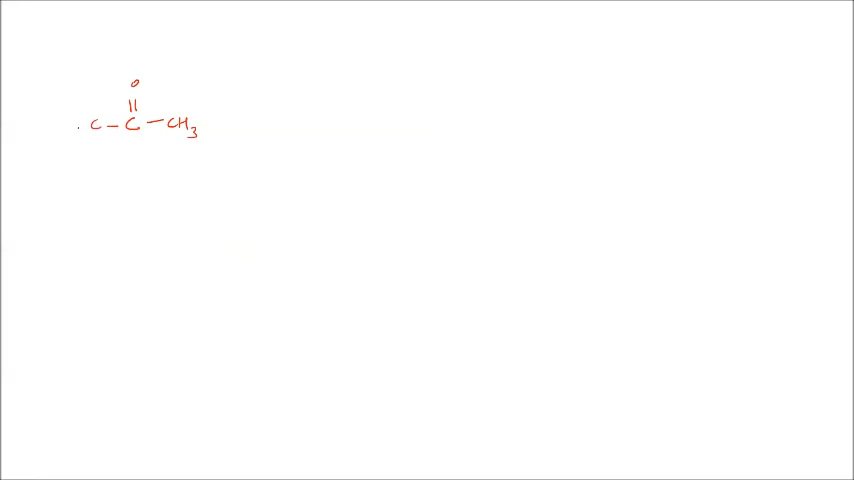 O
||
. C – C – CH3